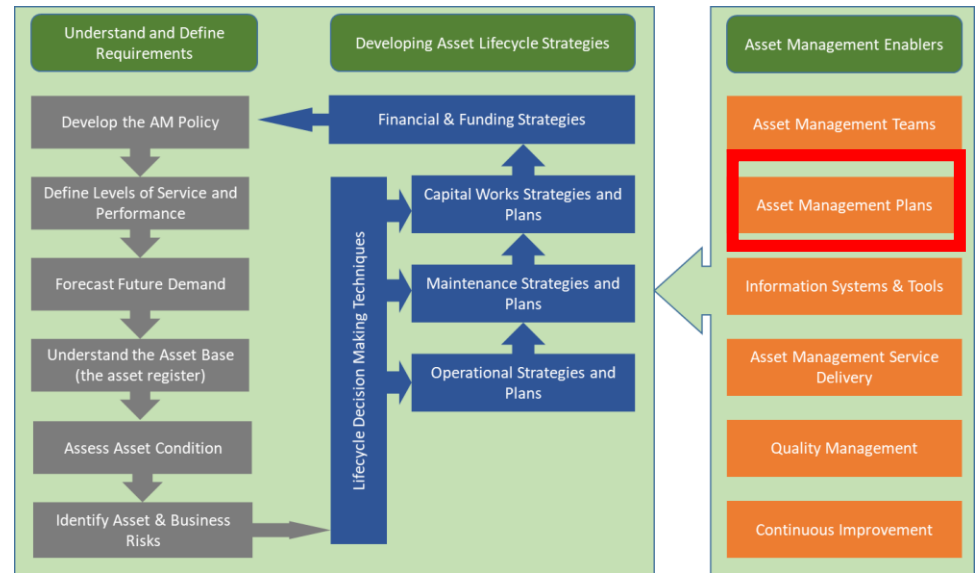 Understand and Define
Requirements
Develop the AM Policy
Define Levels of Service and
Performance
Forecast Future Demand
Understand the Asset Base
(the asset register)
Assess Asset Condition
Identify Asset & Business
Risks
Developing Asset Lifecycle Strategies
Financial & Funding Strategies
Lifecycle Decision Making Techniques
Capital Works Strategies and
Plans
Maintenance Strategies and
Plans
Operational Strategies and
Plans
Asset Management Enablers
Asset Management Teams
Asset Management Plans
Information Systems & Tools
Asset Management Service
Delivery
Quality Management
Continuous Improvement